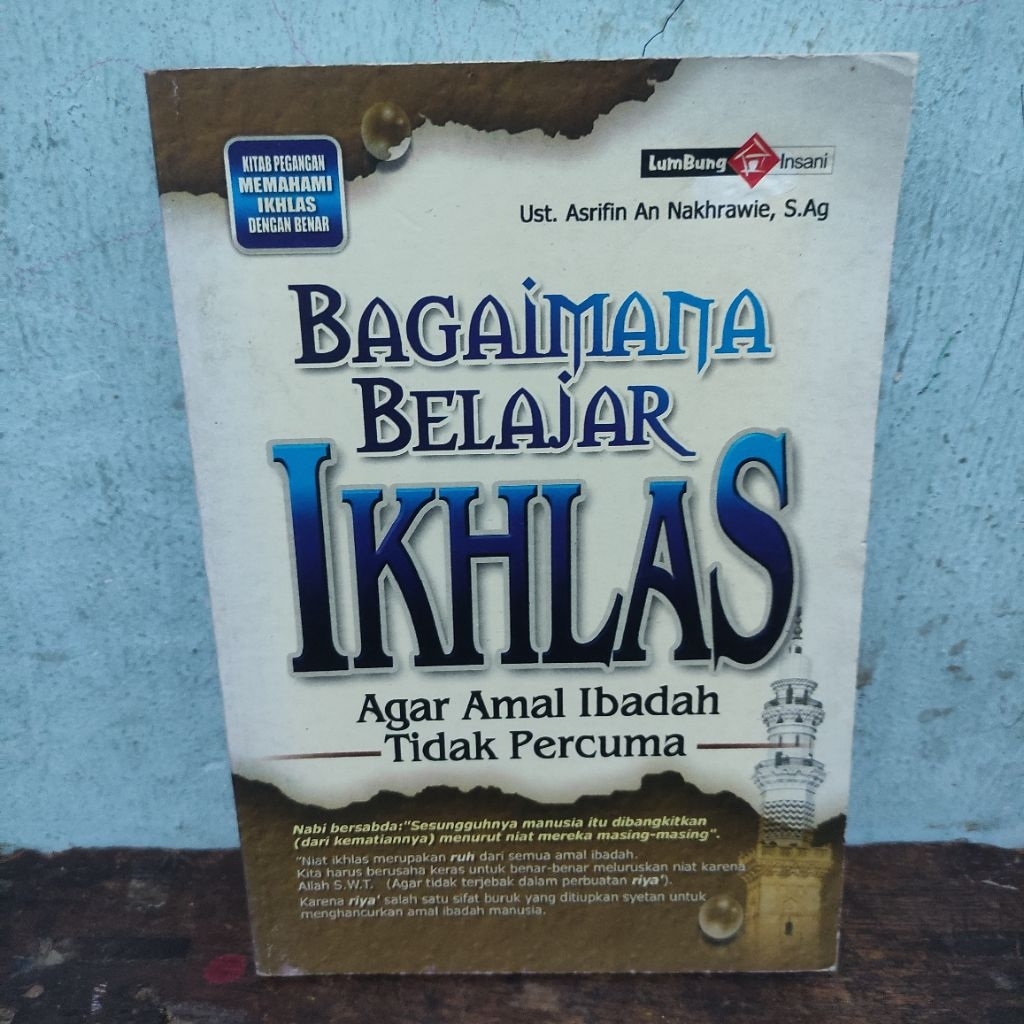 KITAB PEGANGAN
MEMAHAMI
IKHLAS
DENGAN BENAR
LumBung Insani
Ust. Asrifin An Nakhrawie, S.Ag
BAGAIMANA
BELAJAR
IKHLAS
Agar Amal Ibadah
Tidak Percuma
Nabi bersabda:"Sesungguhnya manusia itu dibangkitkan
(dari kematiannya) menurut niat mereka masing-masing".
"Niat ikhlas merupakan ruh dari semua amal ibadah.
Kita harus berusaha keras untuk benar-benar meluruskan niat karena
Allah S.W.T. (Agar tidak terjebak dalam perbuatan riya').
Karena riya' salah satu sifat buruk yang ditiupkan syetan untuk
menghancurkan amal ibadah manusia.